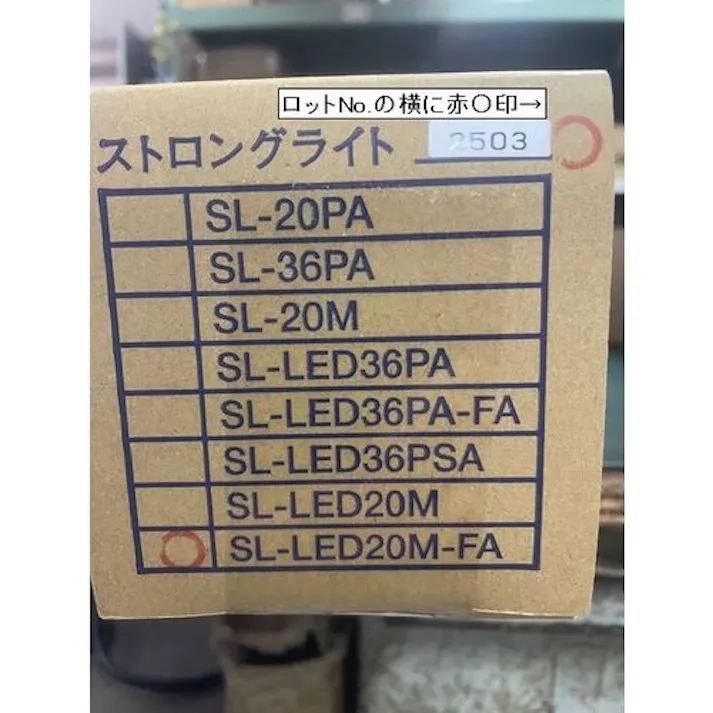 ロットNo.の横に赤〇印→
ストロングライト 2503
SL-20PA
SL-36PA
SL-20M
SL-LED36PA
SL-LED36PA-FA
SL-LED36PSA
SL-LED20M
SL-LED20M-FA